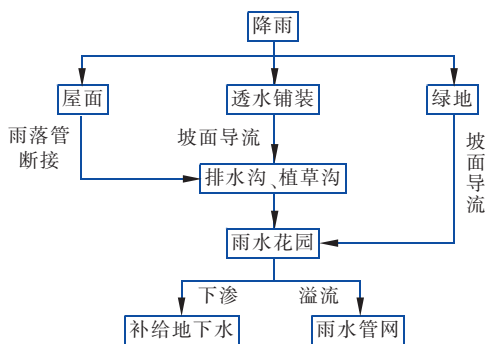 降雨
屋面
透水铺装
绿地
雨落管
断接
坡面导流
坡面导流
排水沟、植草沟
雨水花园
下渗
溢流
补给地下水
雨水管网